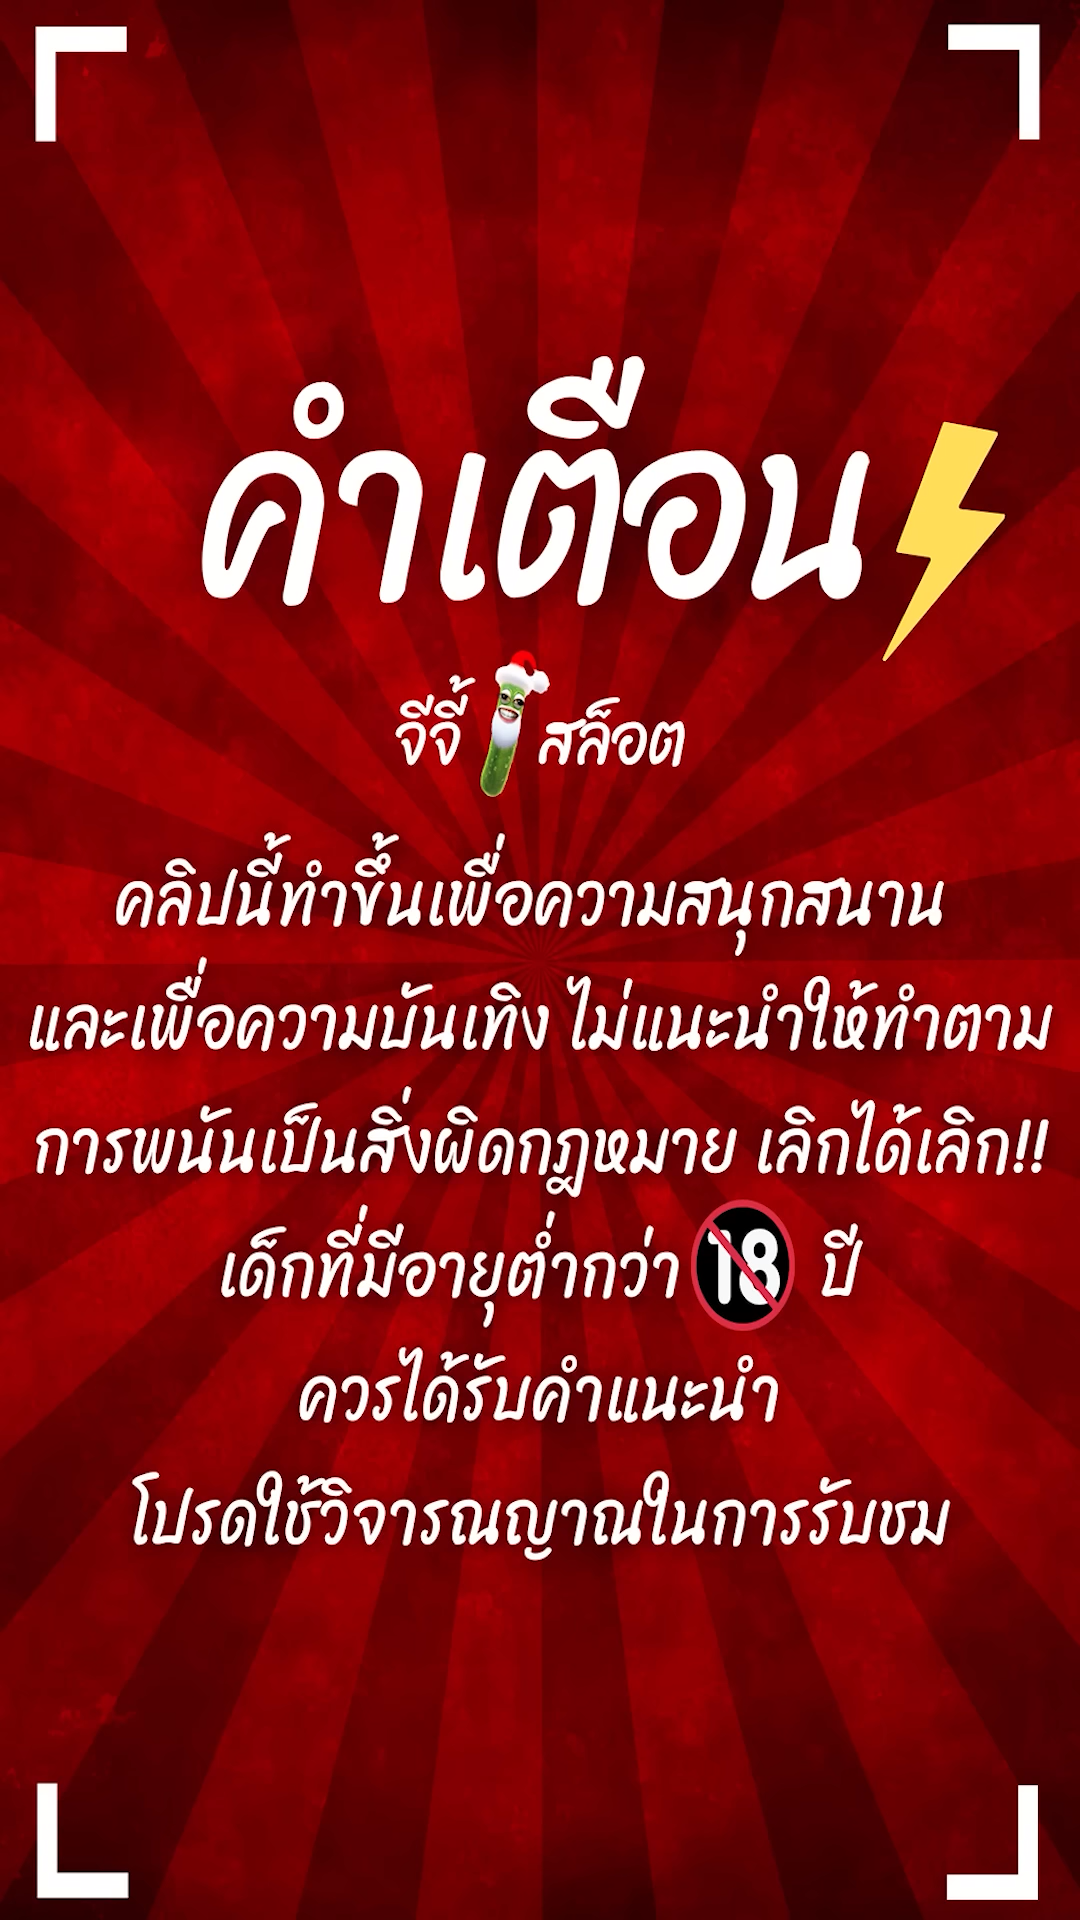 คำเตือน
จีจี้ สล็อต
คลิปนี้ทำขึ้นเพื่อความสนุกสนาน
และเพื่อความบันเทิง ไม่แนะนำให้ทำตาม
การพนันเป็นสิ่งผิดกฎหมาย เลิกได้เลิก!!
เด็กที่มีอายุต่ำกว่า 18 ปี
ควรได้รับคำแนะนำ
โปรดใช้วิจารณญาณในการรับชม